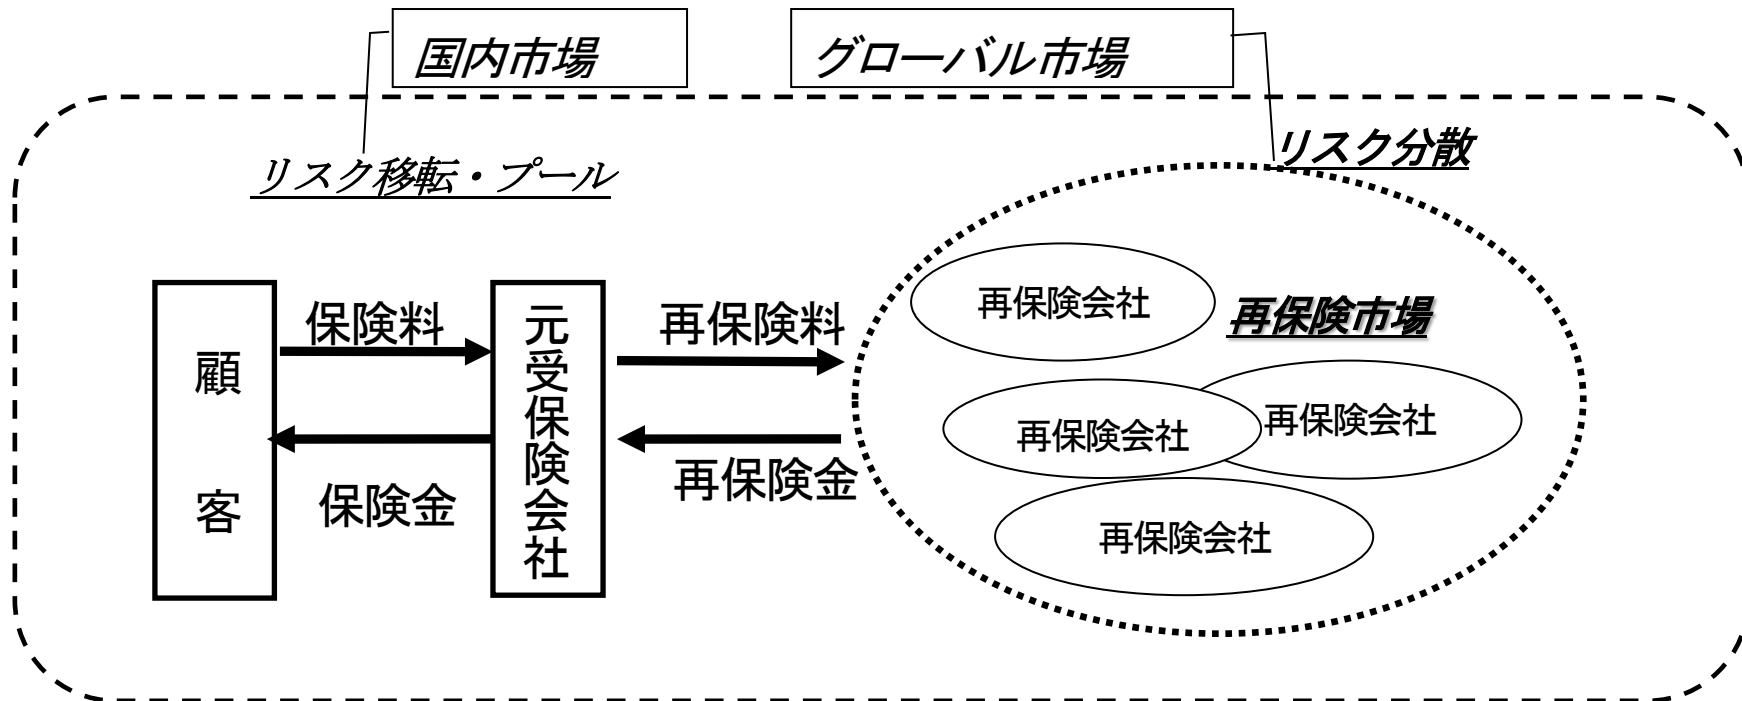 国内市場
グローバル市場
リスク分散
リスク移転・プール
保険料
再保険料
再保険会社
再保険市場
顧客
元受保険会社
再保険会社
再保険会社
保険金
再保険金
再保険会社